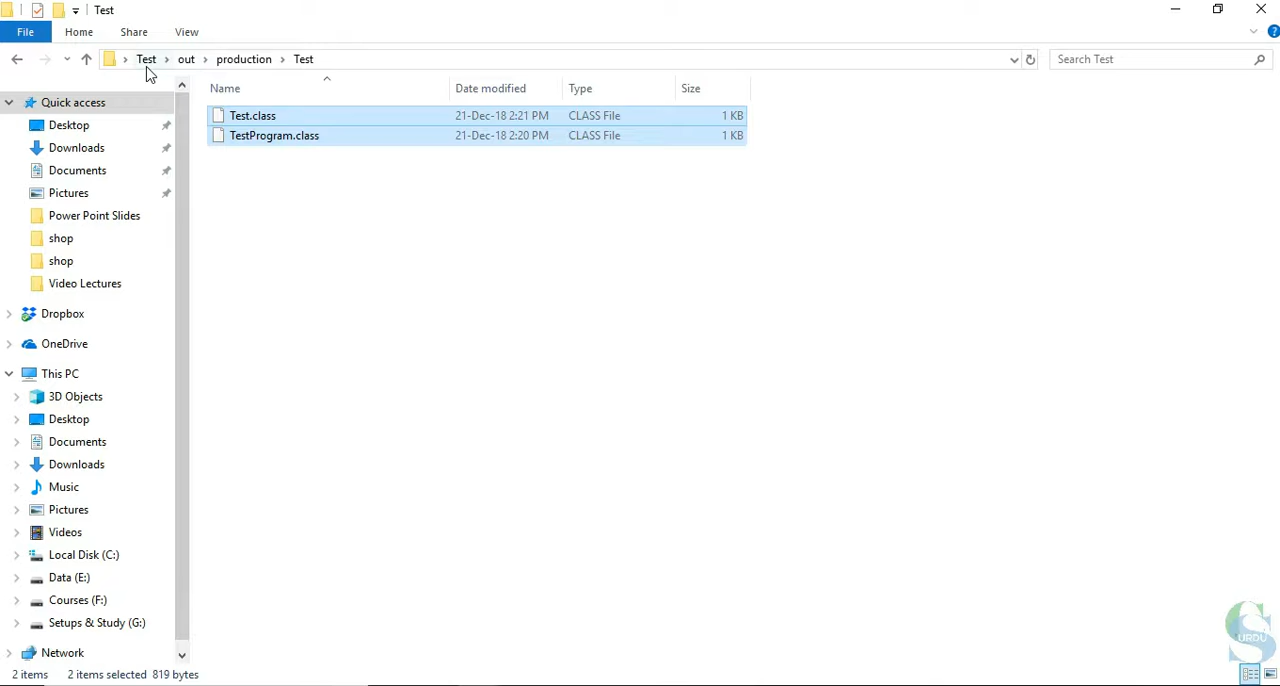 Test
File Home Share View
Test out production Test
Search Test
Name Date modified Type Size
Test.class 21-Dec-18 2:21 PM CLASS File 1 KB
TestProgram.class 21-Dec-18 2:20 PM CLASS File 1 KB
Quick access
Desktop
Downloads
Documents
Pictures
Power Point Slides
shop
shop
Video Lectures
Dropbox
OneDrive
This PC
3D Objects
Desktop
Documents
Downloads
Music
Pictures
Videos
Local Disk (C:)
Data (E:)
Courses (F:)
Setups & Study (G:)
Network
2 items 2 items selected 819 bytes
S URDU